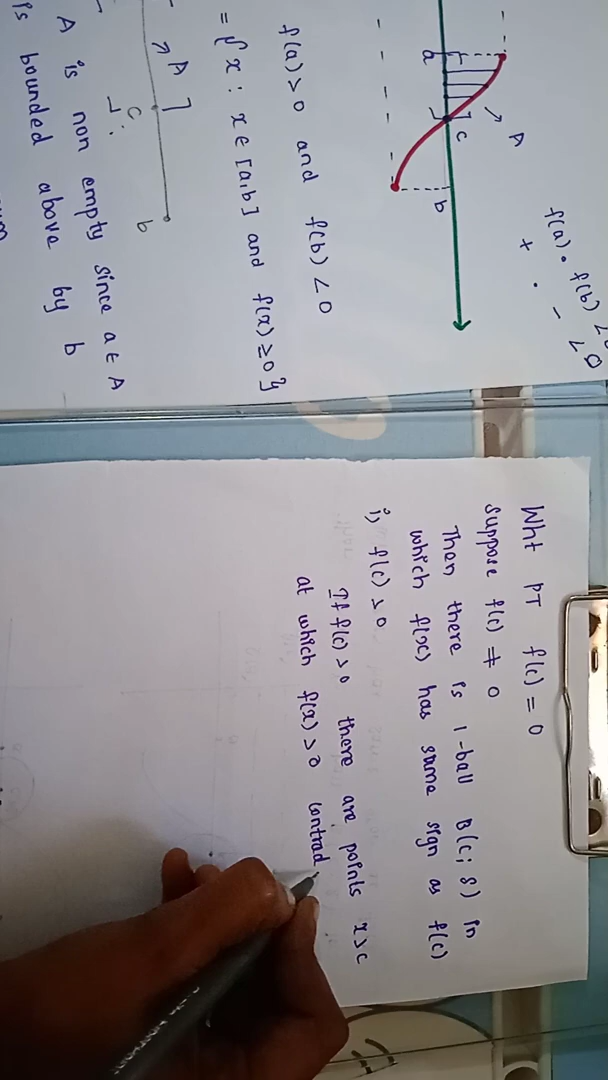 f(a) . f(b) <
+ . - < 0
A
a
c
b
f(a) > 0 and f(b) < 0
= { x : x ∈ [a,b] and f(x) ≥ 0 }
A ]
c
b
A is non empty since a ∈ A
is bounded above by b
Wht PT f(c) = 0
Suppose f(c) ≠ 0
Then there is 1-ball B(c; δ) in
which f(x) has same sign as f(c)
i, f(c) > 0
If f(c) > 0 there are points x > c
at which f(x) > 0 contrad